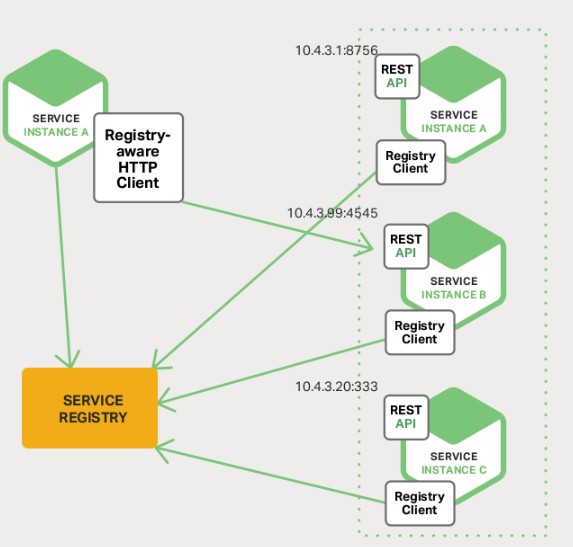 SERVICE
INSTANCE A
Registry-
aware
HTTP
Client
SERVICE
REGISTRY
10.4.3.1:8756
REST
API
SERVICE
INSTANCE A
Registry
Client
10.4.3.99:4545
REST
API
SERVICE
INSTANCE B
Registry
Client
10.4.3.20:333
REST
API
SERVICE
INSTANCE C
Registry
Client